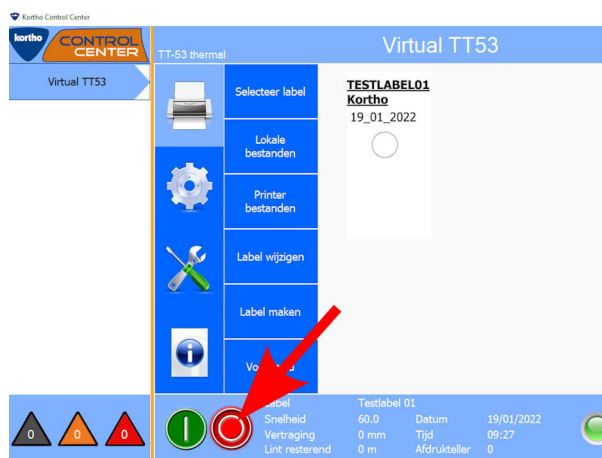 Kortho Control Center
kortho
CONTROL
CENTER
TT-53 thermal
Virtual TT53
Virtual TT53
Selecteer label
Lokale
bestanden
Printer
bestanden
Label wijzigen
Label maken
TESTLABEL01
Kortho
19_01_2022
Label
Testlabel 01
Snelheid
60.0
Datum
19/01/2022
Vertraging
0 mm
Tijd
09:27
Lint resterend
0 m
Afdrukteller
0
0
0
0